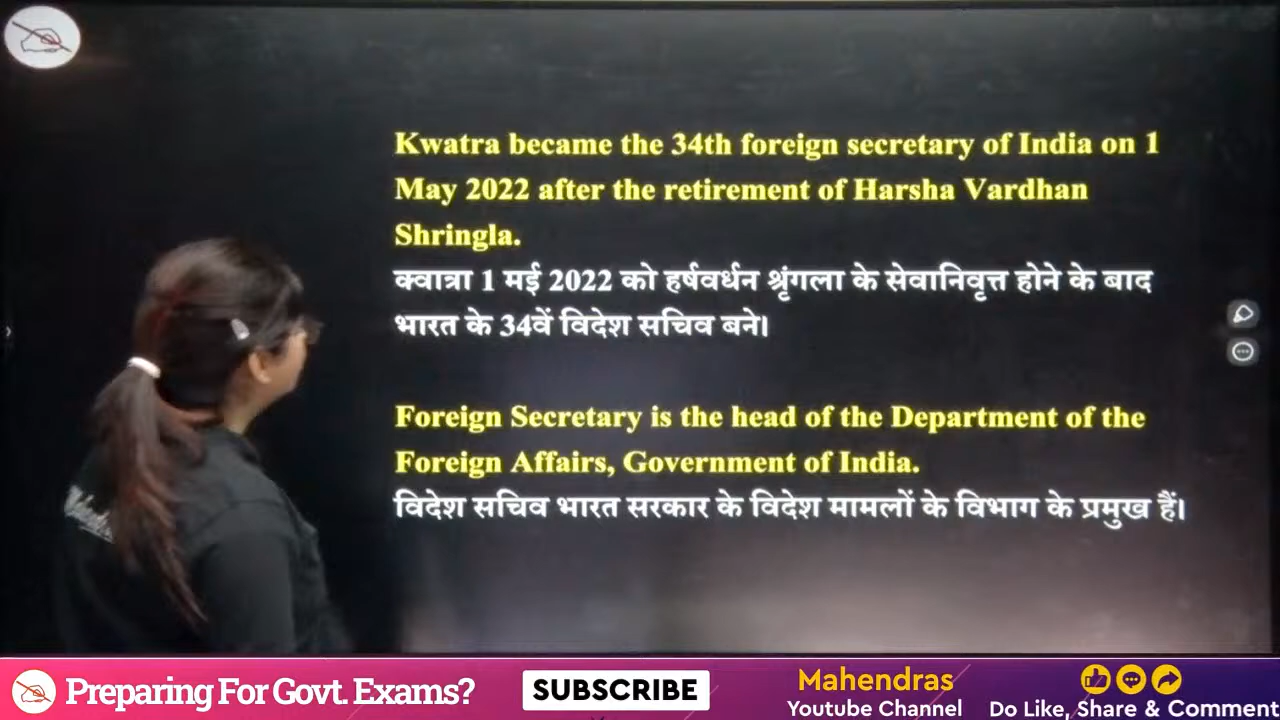 Kwatra became the 34th foreign secretary of India on 1
May 2022 after the retirement of Harsha Vardhan
Shringla.
क्वात्रा 1 मई 2022 को हर्षवर्धन श्रृंगला के सेवानिवृत्त होने के बाद
भारत के 34वें विदेश सचिव बने।
Foreign Secretary is the head of the Department of the
Foreign Affairs, Government of India.
विदेश सचिव भारत सरकार के विदेश मामलों के विभाग के प्रमुख हैं।
Preparing For Govt. Exams?
SUBSCRIBE
Mahendras
Youtube Channel
Do Like, Share & Comment